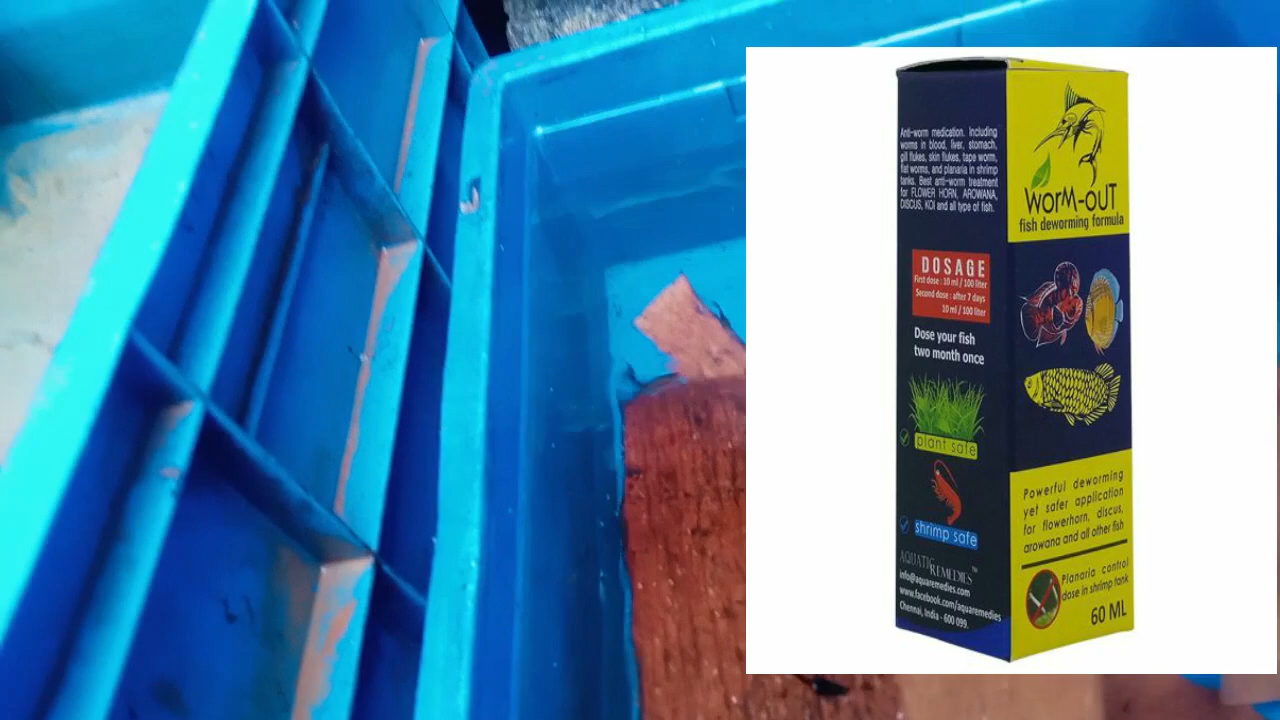 Anti-worm medication. Including
worms in blood, liver, stomach,
gill flukes, skin flukes, tape worm,
flat worms, and planaria in shrimp
tanks. Best anti-worm treatment
for FLOWER HORN, AROWANA,
DISCUS, KOI and all type of fish.
DOSAGE
First dose : 10 ml / 100 liter
Second dose : after 7 days
10 ml / 100 liter
Dose your fish
two month once
plant safe
shrimp safe
AQUATIC REMEDIES™
info@aquaremedies.com
www.facebook.com/aquaremedies
Chennai, India - 600 099.
WorM-ouT
fish deworming formula
Powerful deworming
yet safer application
for flowerhorn, discus,
arowana and all other fish
Planaria control
dose in shrimp tank
60 ML